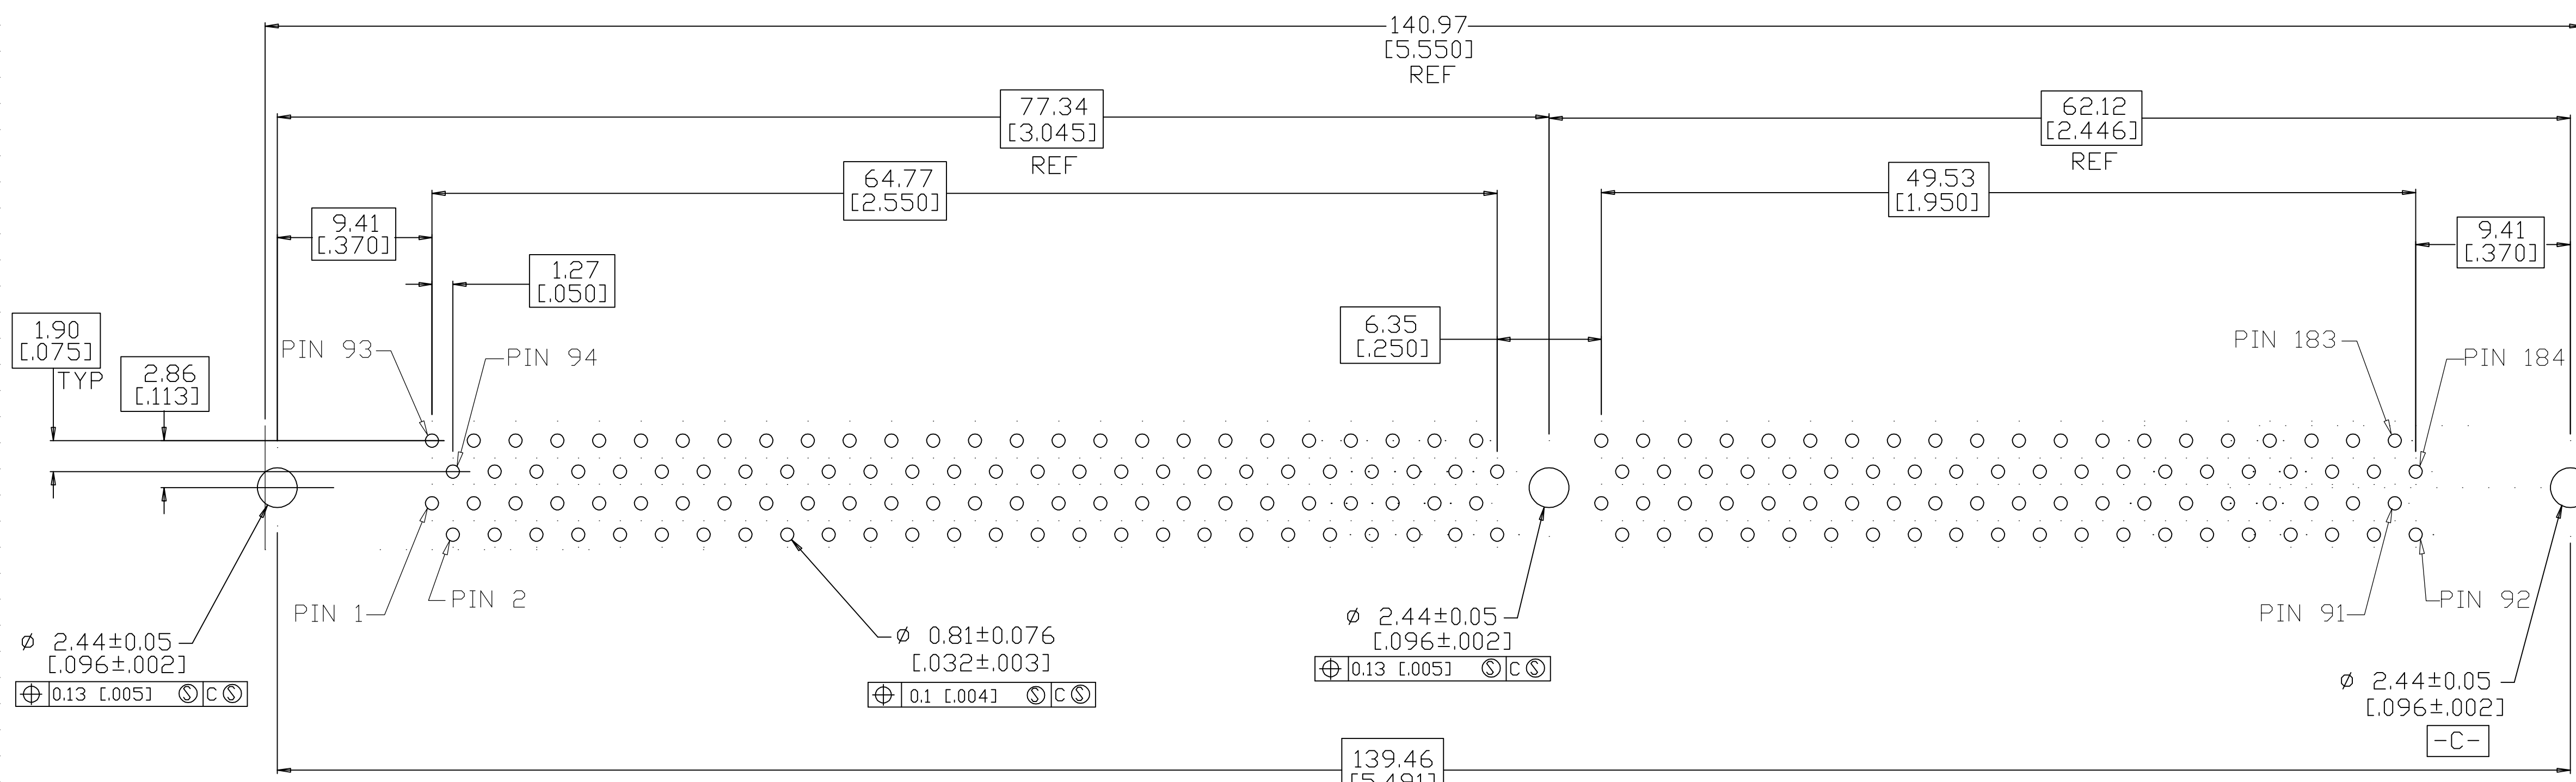 140.97
[5.550]
REF
77.34
[3.045]
REF
62.12
[2.446]
REF
64.77
[2.550]
49.53
[1.950]
9.41
[.370]
9.41
[.370]
1.27
[.050]
6.35
[.250]
1.90
[.075]
TYP
2.86
[.113]
PIN 93
PIN 94
PIN 183
PIN 184
PIN 1
PIN 2
PIN 91
PIN 92
ø 2.44±0.05
[.096±.002]
⌖ 0.13 [.005] Ⓢ C Ⓢ
ø 0.81±0.076
[.032±.003]
⌖ 0.1 [.004] Ⓢ C Ⓢ
ø 2.44±0.05
[.096±.002]
⌖ 0.13 [.005] Ⓢ C Ⓢ
ø 2.44±0.05
[.096±.002]
-C-
139.46
[5.491]